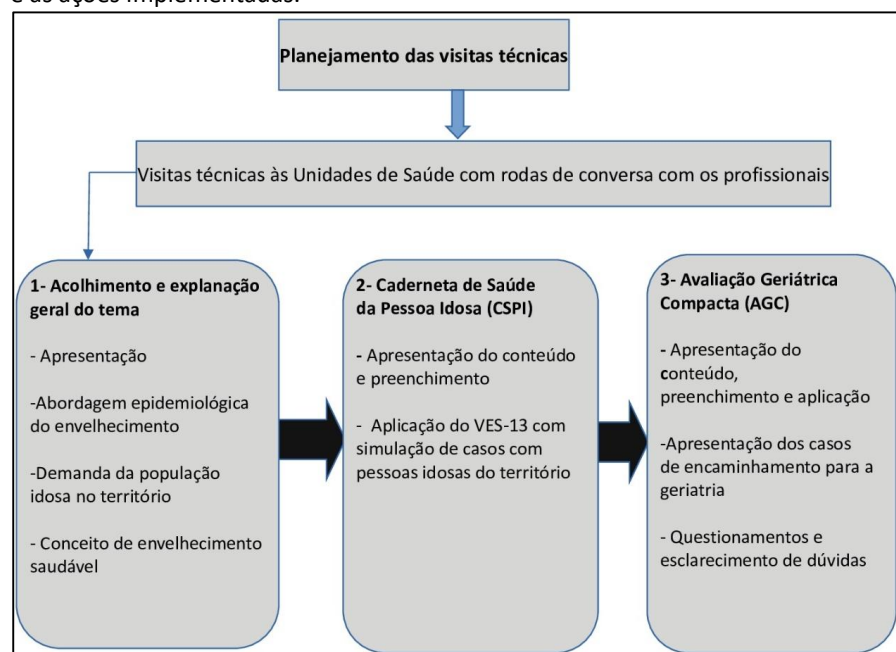 e as ações implementadas.
Planejamento das visitas técnicas
Visitas técnicas às Unidades de Saúde com rodas de conversa com os profissionais
1- Acolhimento e explanação
geral do tema
- Apresentação
-Abordagem epidemiológica
do envelhecimento
-Demanda da população
idosa no território
- Conceito de envelhecimento
saudável
2- Caderneta de Saúde
da Pessoa Idosa (CSPI)
- Apresentação do conteúdo
e preenchimento
- Aplicação do VES-13 com
simulação de casos com
pessoas idosas do território
3- Avaliação Geriátrica
Compacta (AGC)
- Apresentação do
conteúdo,
preenchimento e aplicação
-Apresentação dos casos
de encaminhamento para a
geriatria
- Questionamentos e
esclarecimento de dúvidas